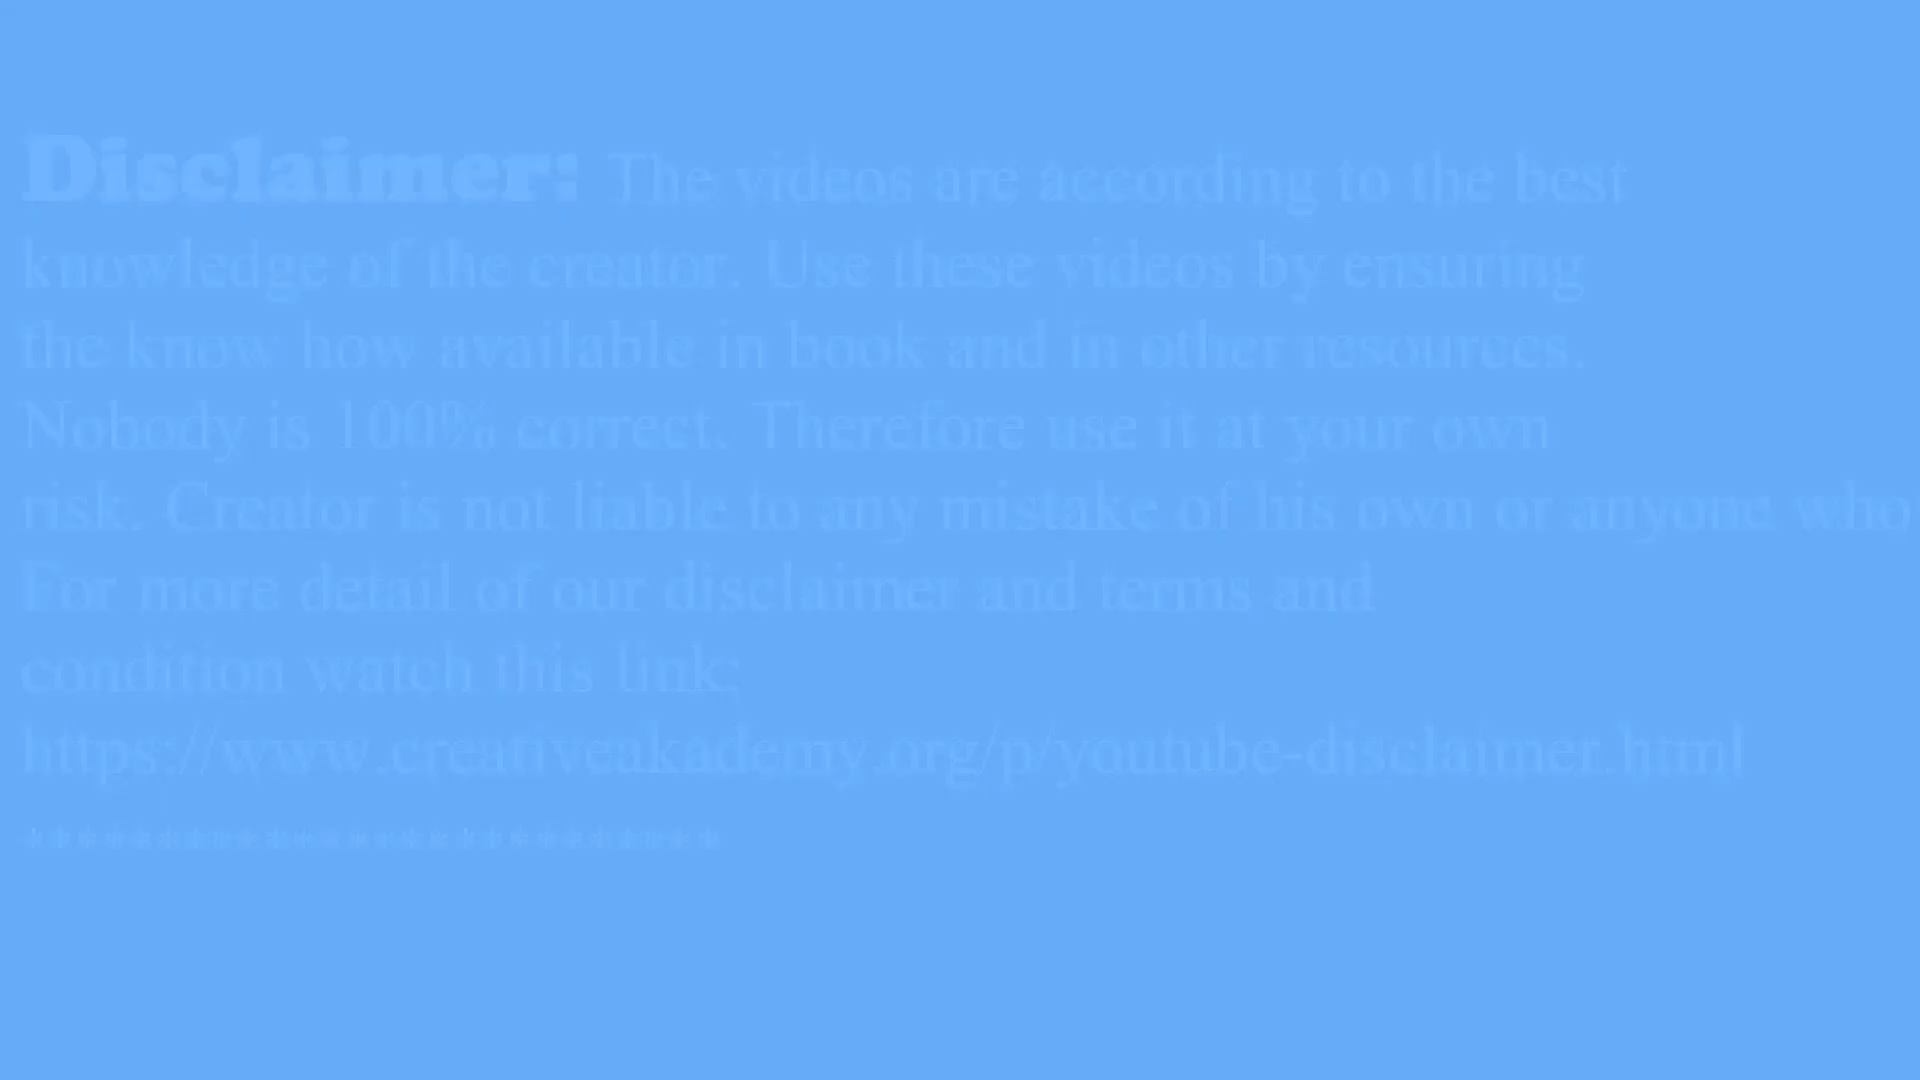 Disclaimer: The videos are according to the best
knowledge of the creator. Use these videos by ensuring
the know how available in book and in other resources.
Nobody is 100% correct. Therefore use it at your own
risk. Creator is not liable to any mistake of his own or anyone who
For more detail of our disclaimer and terms and
condition watch this link;
https://www.creativeakademy.org/p/youtube-disclaimer.html
**************************